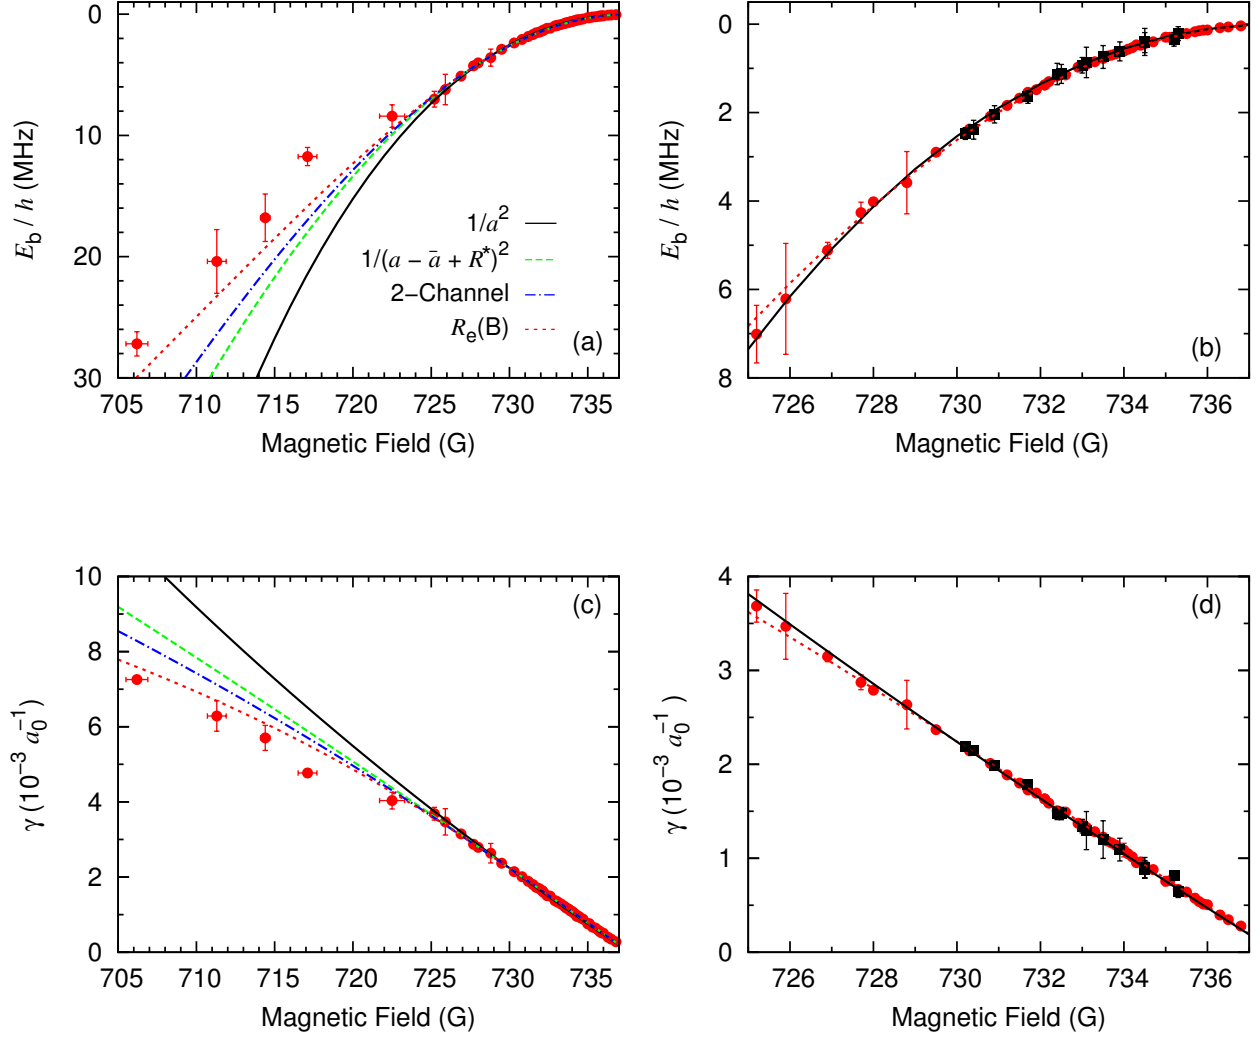 0
10
20
30
705 710 715 720 725 730 735
E_b / h (MHz)
Magnetic Field (G)
1/a²
1/(a − ā + R*)²
2−Channel
R_e(B)
(a)
0
2
4
6
8
726 728 730 732 734 736
E_b / h (MHz)
Magnetic Field (G)
(b)
10
8
6
4
2
0
705 710 715 720 725 730 735
γ (10⁻³ a₀⁻¹)
Magnetic Field (G)
(c)
4
3
2
1
0
726 728 730 732 734 736
γ (10⁻³ a₀⁻¹)
Magnetic Field (G)
(d)